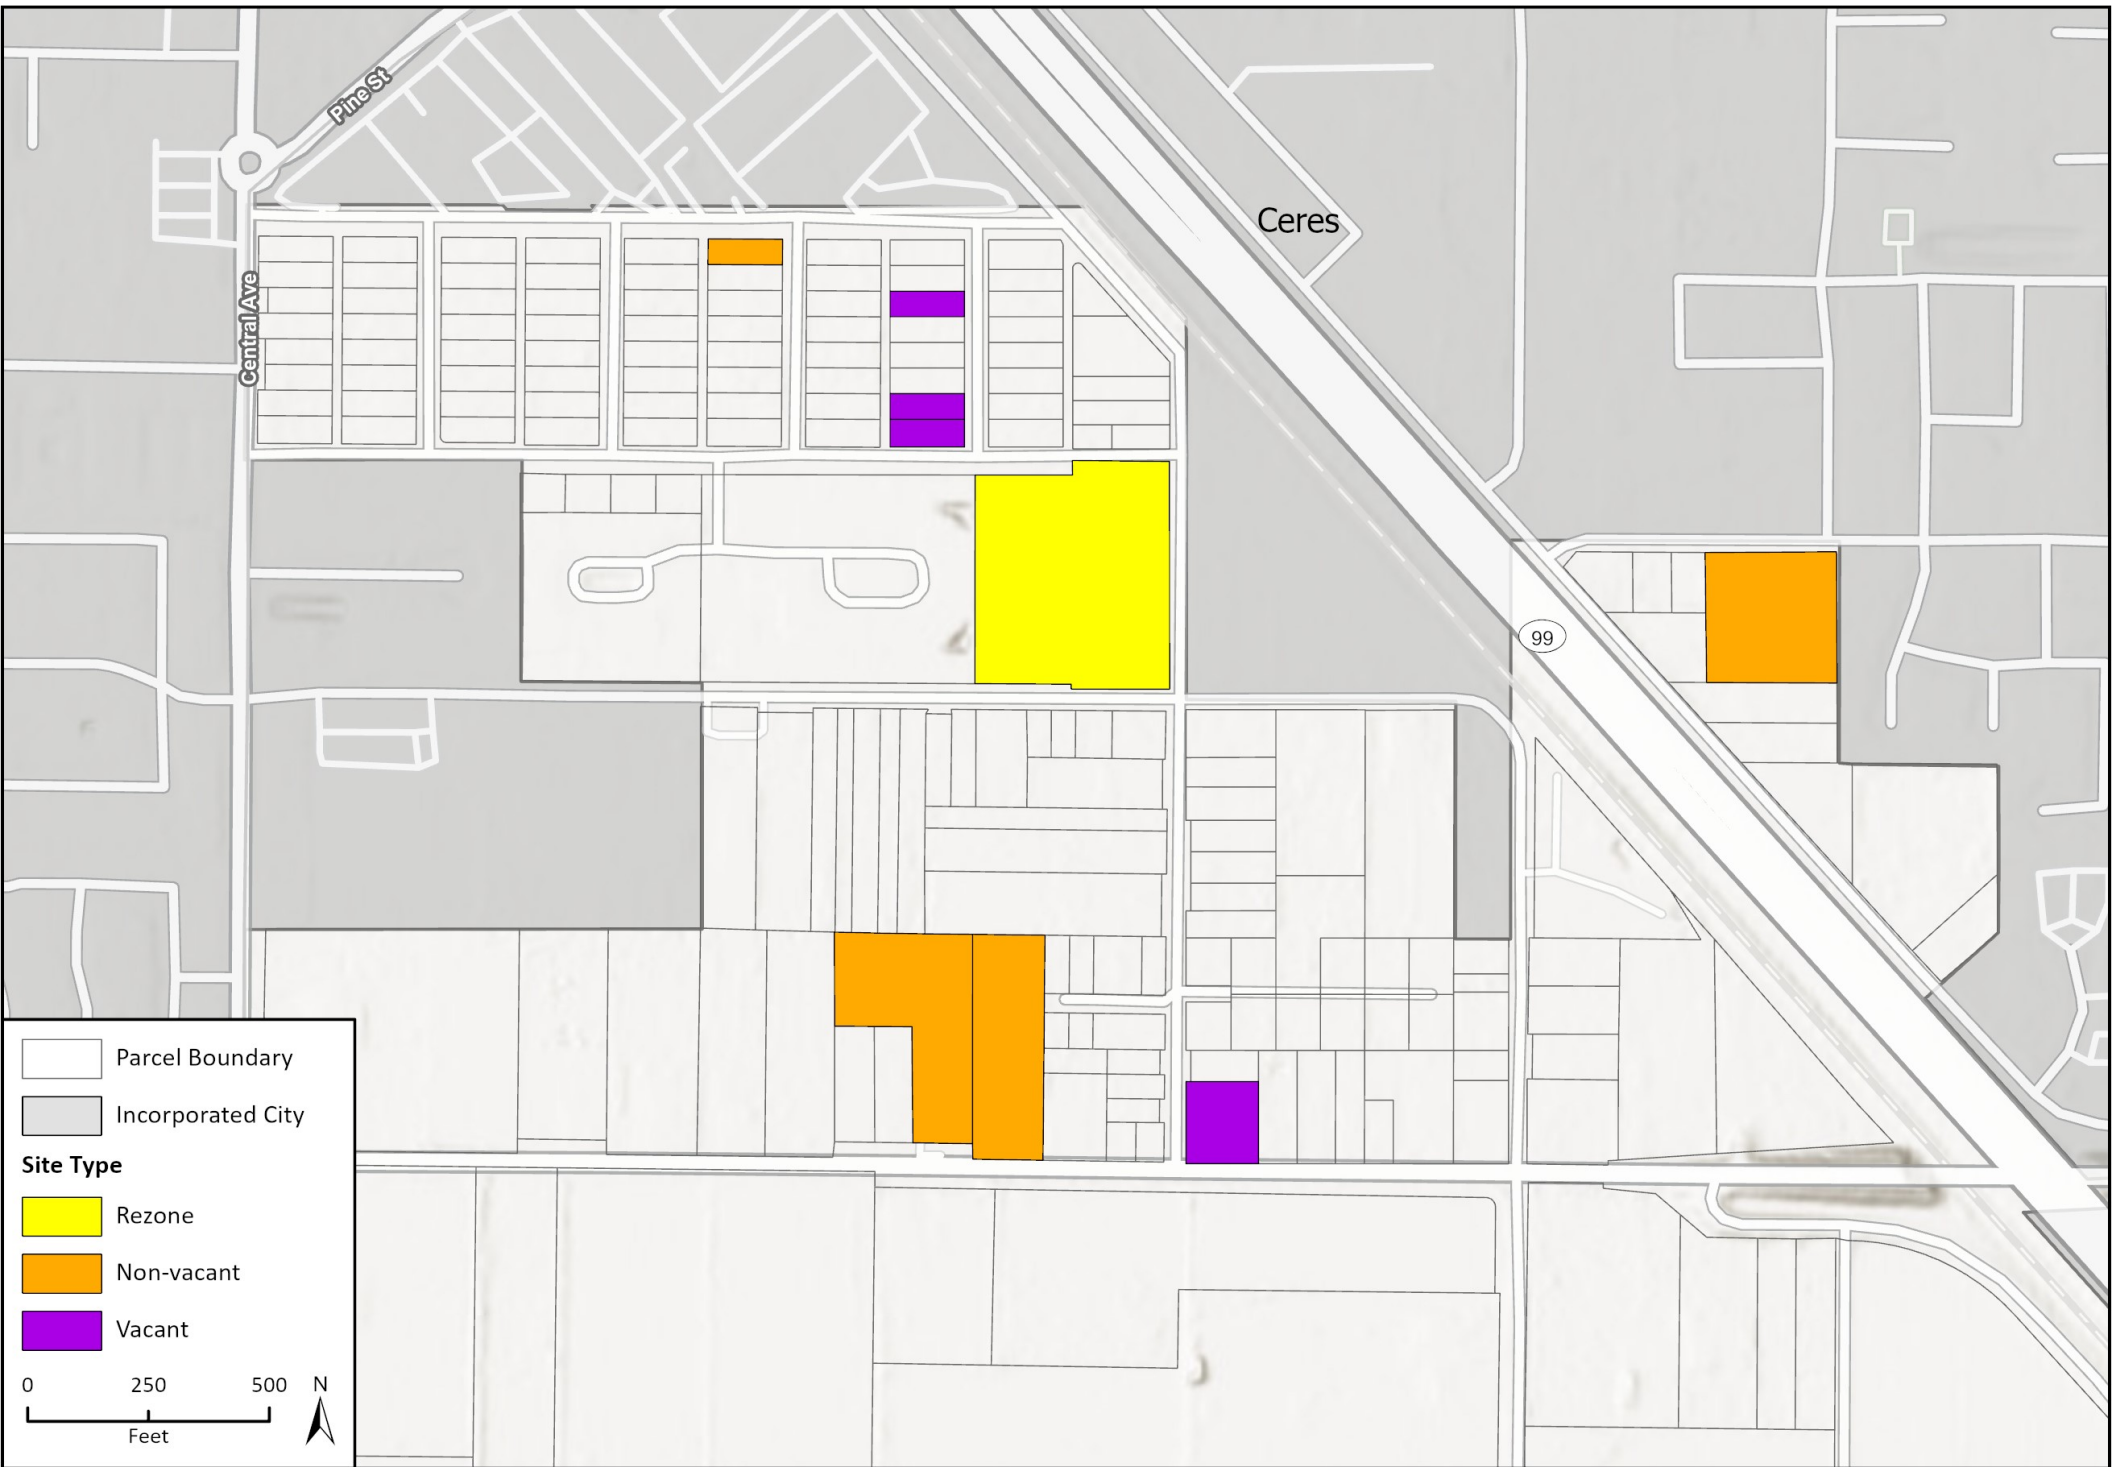 Pine St
Ceres
Central Ave
99
Parcel Boundary
Incorporated City
Site Type
Rezone
Non-vacant
Vacant
0 250 500 N
Feet